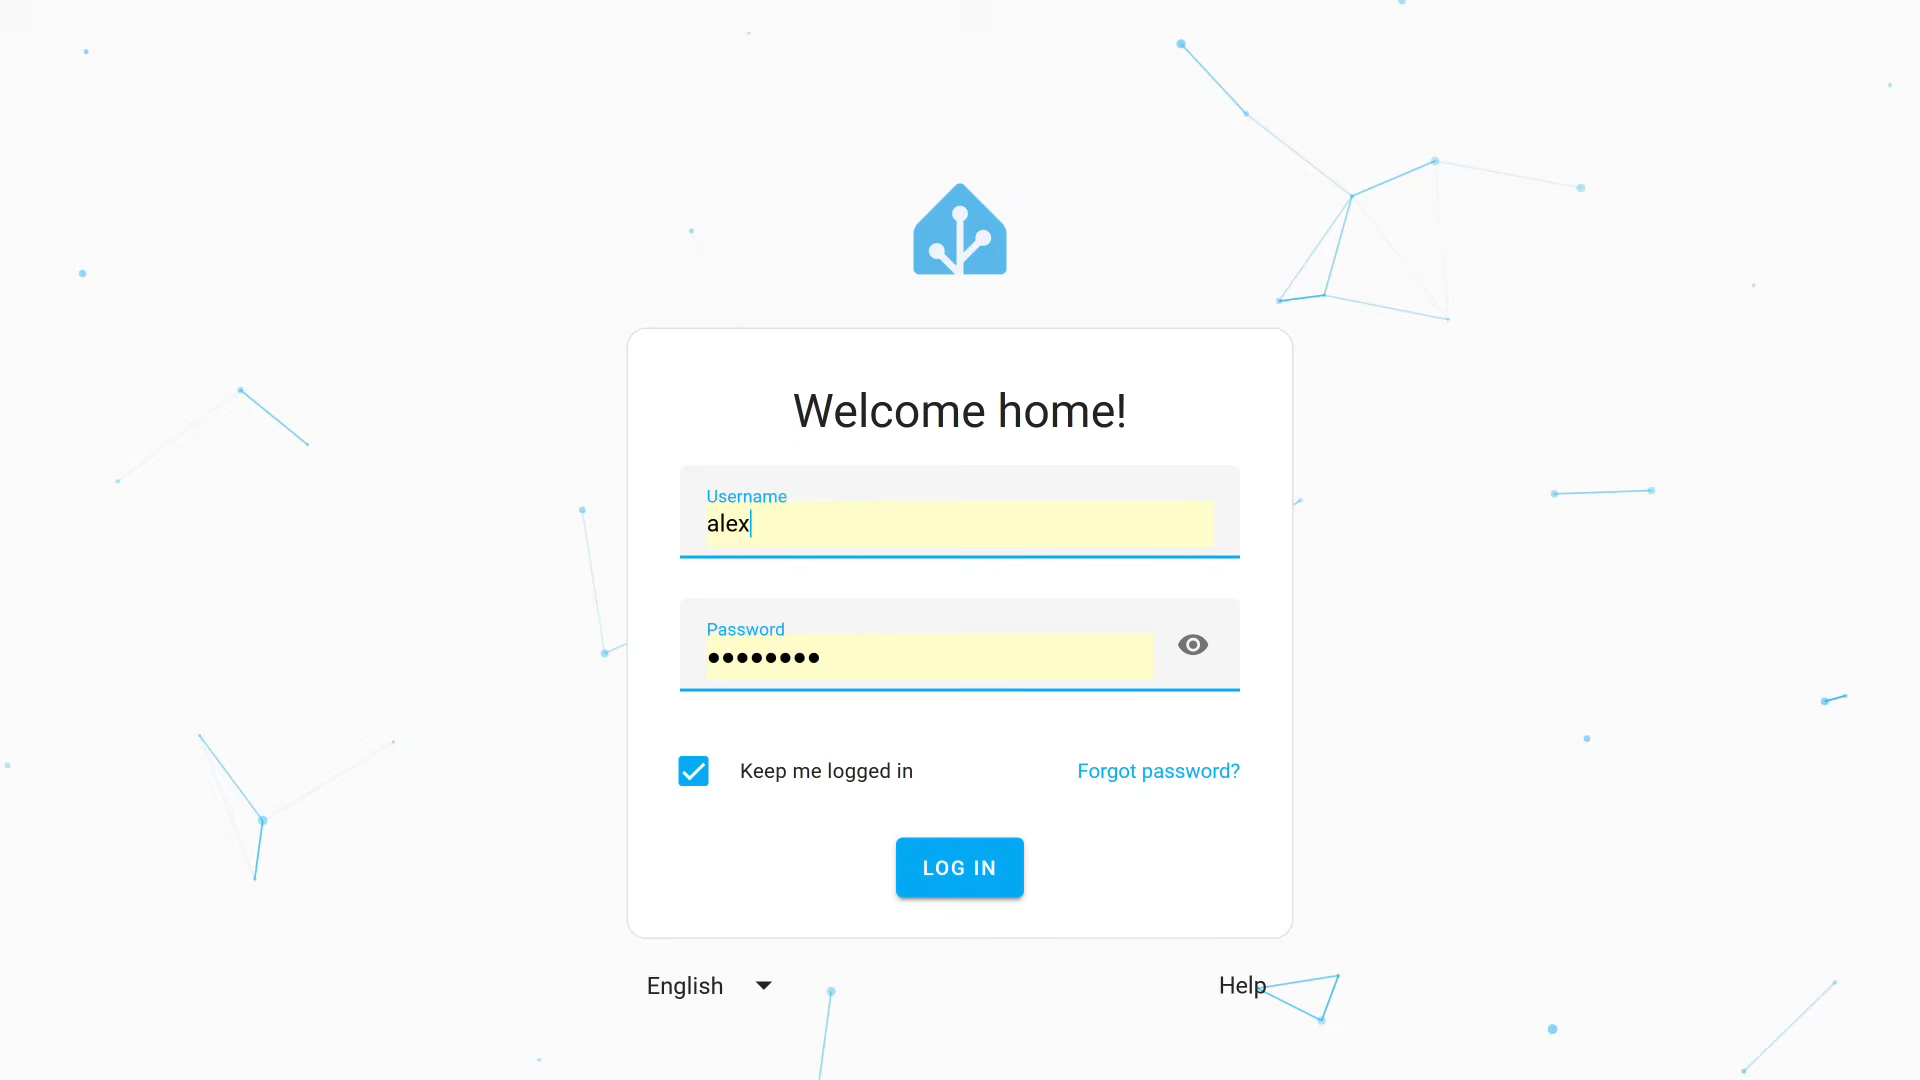 Welcome home!
Username
alex
Password
Keep me logged in
Forgot password?
LOG IN
English
Help